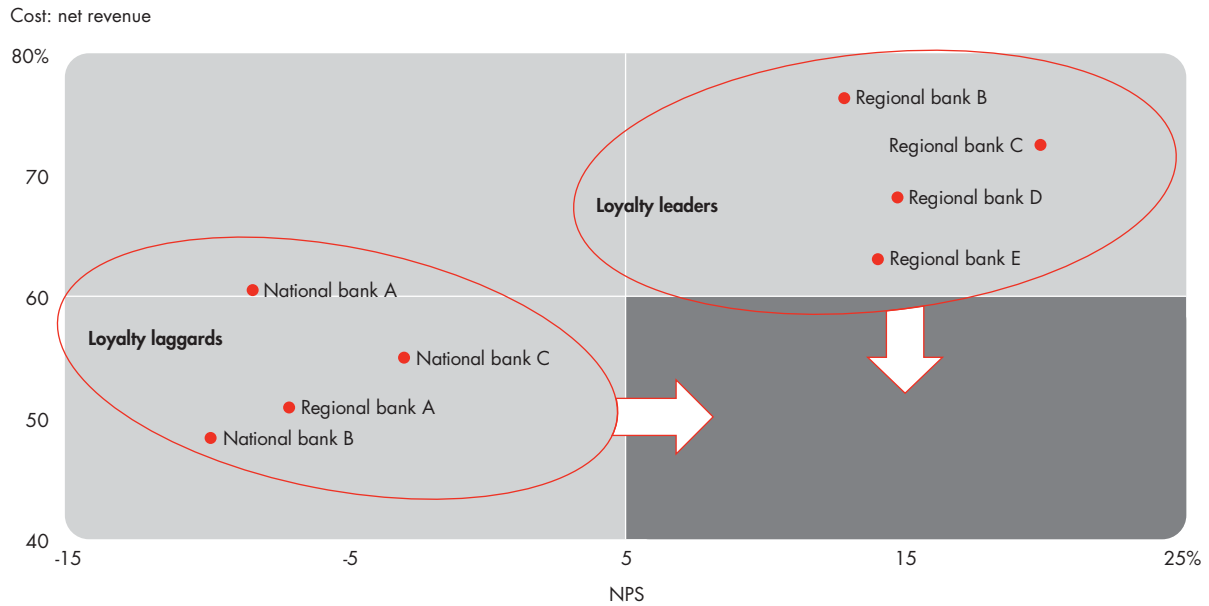 Cost: net revenue
80%
Regional bank B
Regional bank C
70
Regional bank D
Loyalty leaders
Regional bank E
60
National bank A
Loyalty laggards
National bank C
50
Regional bank A
National bank B
40
-15
-5
5
15
25%
NPS